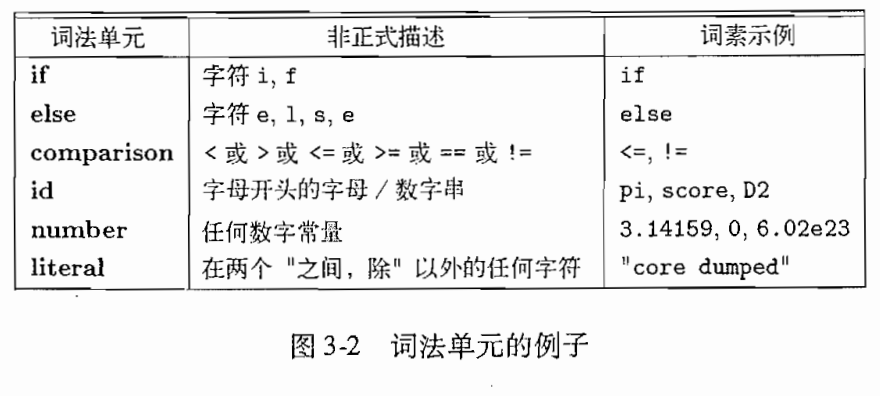 词法单元 非正式描述 词素示例
if 字符 i, f if
else 字符 e, l, s, e else
comparison < 或 > 或 <= 或 >= 或 == 或 != <=, !=
id 字母开头的字母 / 数字串 pi, score, D2
number 任何数字常量 3.14159, 0, 6.02e23
literal 在两个 "之间，除" 以外的任何字符 "core dumped"
图 3-2 词法单元的例子